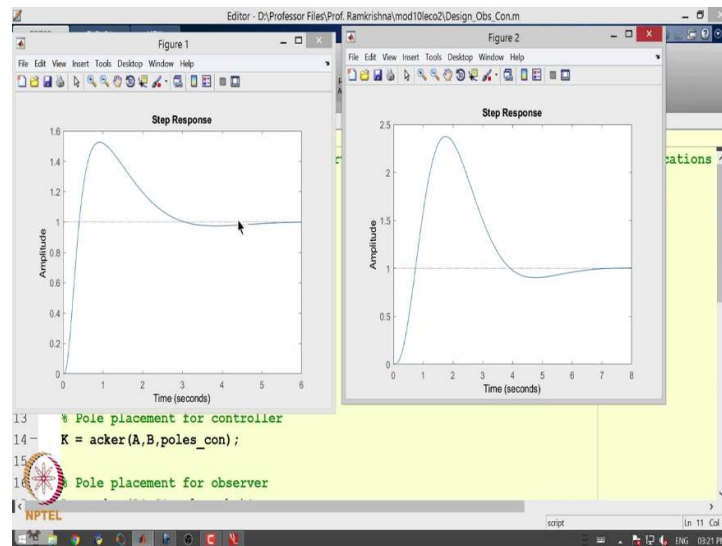 Editor - D:\Professor Files\Prof. Ramkrishna\mod10leco2\Design_Obs_Con.m
Figure 1
File Edit View Insert Tools Desktop Window Help
Step Response
1.6
1.4
1.2
1
0.8
0.6
0.4
0.2
0
Amplitude
0 1 2 3 4 5 6
Time (seconds)
Figure 2
File Edit View Insert Tools Desktop Window Help
Step Response
2.5
2
1.5
1
0.5
0
Amplitude
0 1 2 3 4 5 6 7 8
Time (seconds)
cations
13 % Pole placement for controller
14 - K = acker(A,B,poles_con);
15
16 % Pole placement for observer
NPTEL
script
Ln 11 Col
ENG 03:21 PM